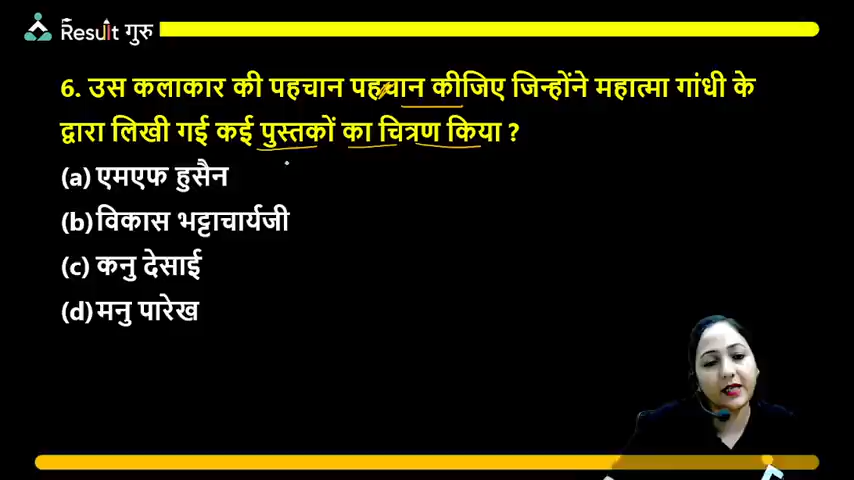 Result गुरु
6. उस कलाकार की पहचान पहचान कीजिए जिन्होंने महात्मा गांधी के
द्वारा लिखी गई कई पुस्तकों का चित्रण किया ?
(a) एमएफ हुसैन
(b) विकास भट्टाचार्यजी
(c) कनु देसाई
(d) मनु पारेख